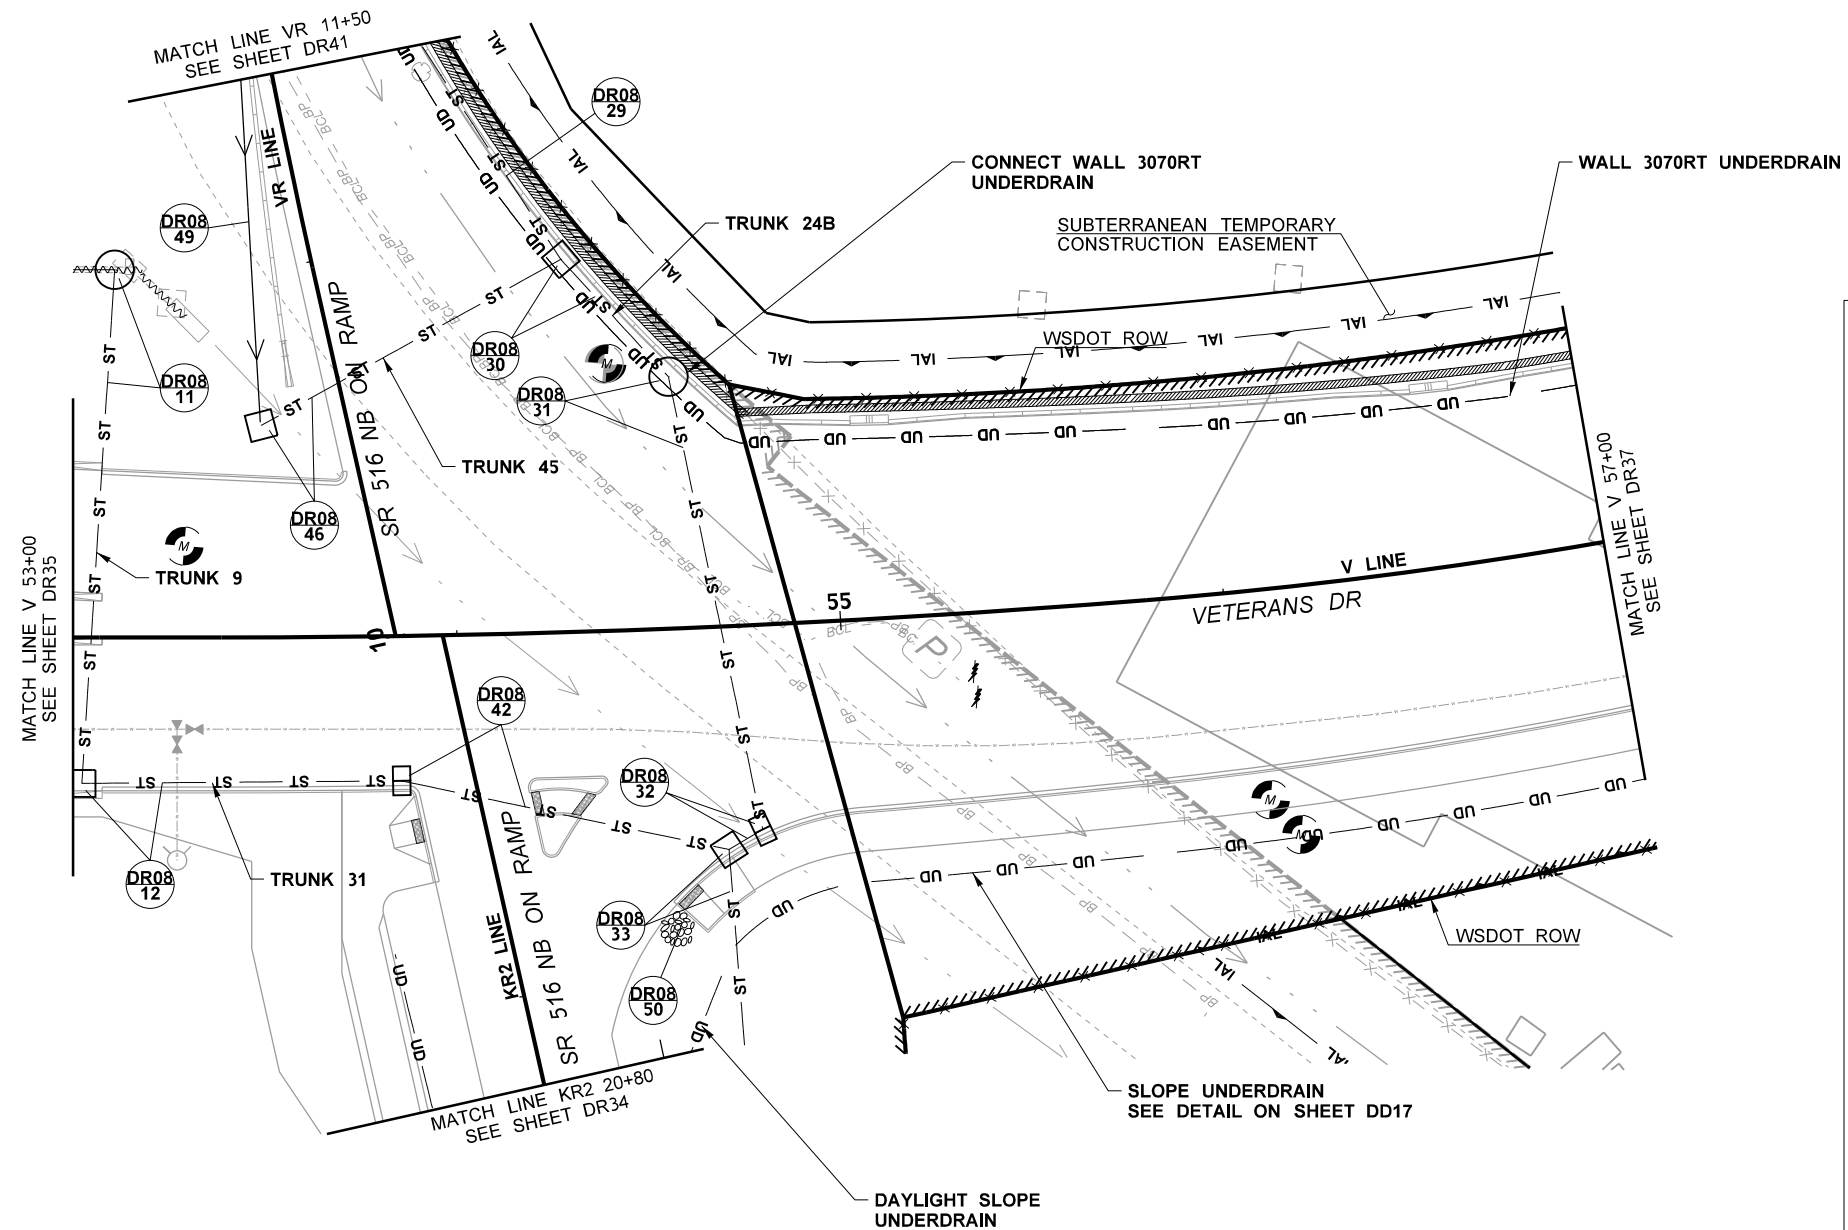 MATCH LINE VR 11+50
SEE SHEET DR41
DR08
29
CONNECT WALL 3070RT
UNDERDRAIN
WALL 3070RT UNDERDRAIN
VR LINE
DR08
49
TRUNK 24B
SUBTERRANEAN TEMPORARY
CONSTRUCTION EASEMENT
SR 516 NB ON RAMP
DR08
30
WSDOT ROW
DR08
11
DR08
31
TRUNK 45
DR08
46
MATCH LINE V 53+00
SEE SHEET DR35
TRUNK 9
MATCH LINE V 57+00
SEE SHEET DR37
V LINE
55
VETERANS DR
10
P
DR08
42
DR08
32
DR08
12
TRUNK 31
KR2 LINE
SR 516 NB ON RAMP
DR08
33
WSDOT ROW
DR08
50
MATCH LINE KR2 20+80
SEE SHEET DR34
SLOPE UNDERDRAIN
SEE DETAIL ON SHEET DD17
DAYLIGHT SLOPE
UNDERDRAIN
ST
UD
IAL
BCL
BP
M